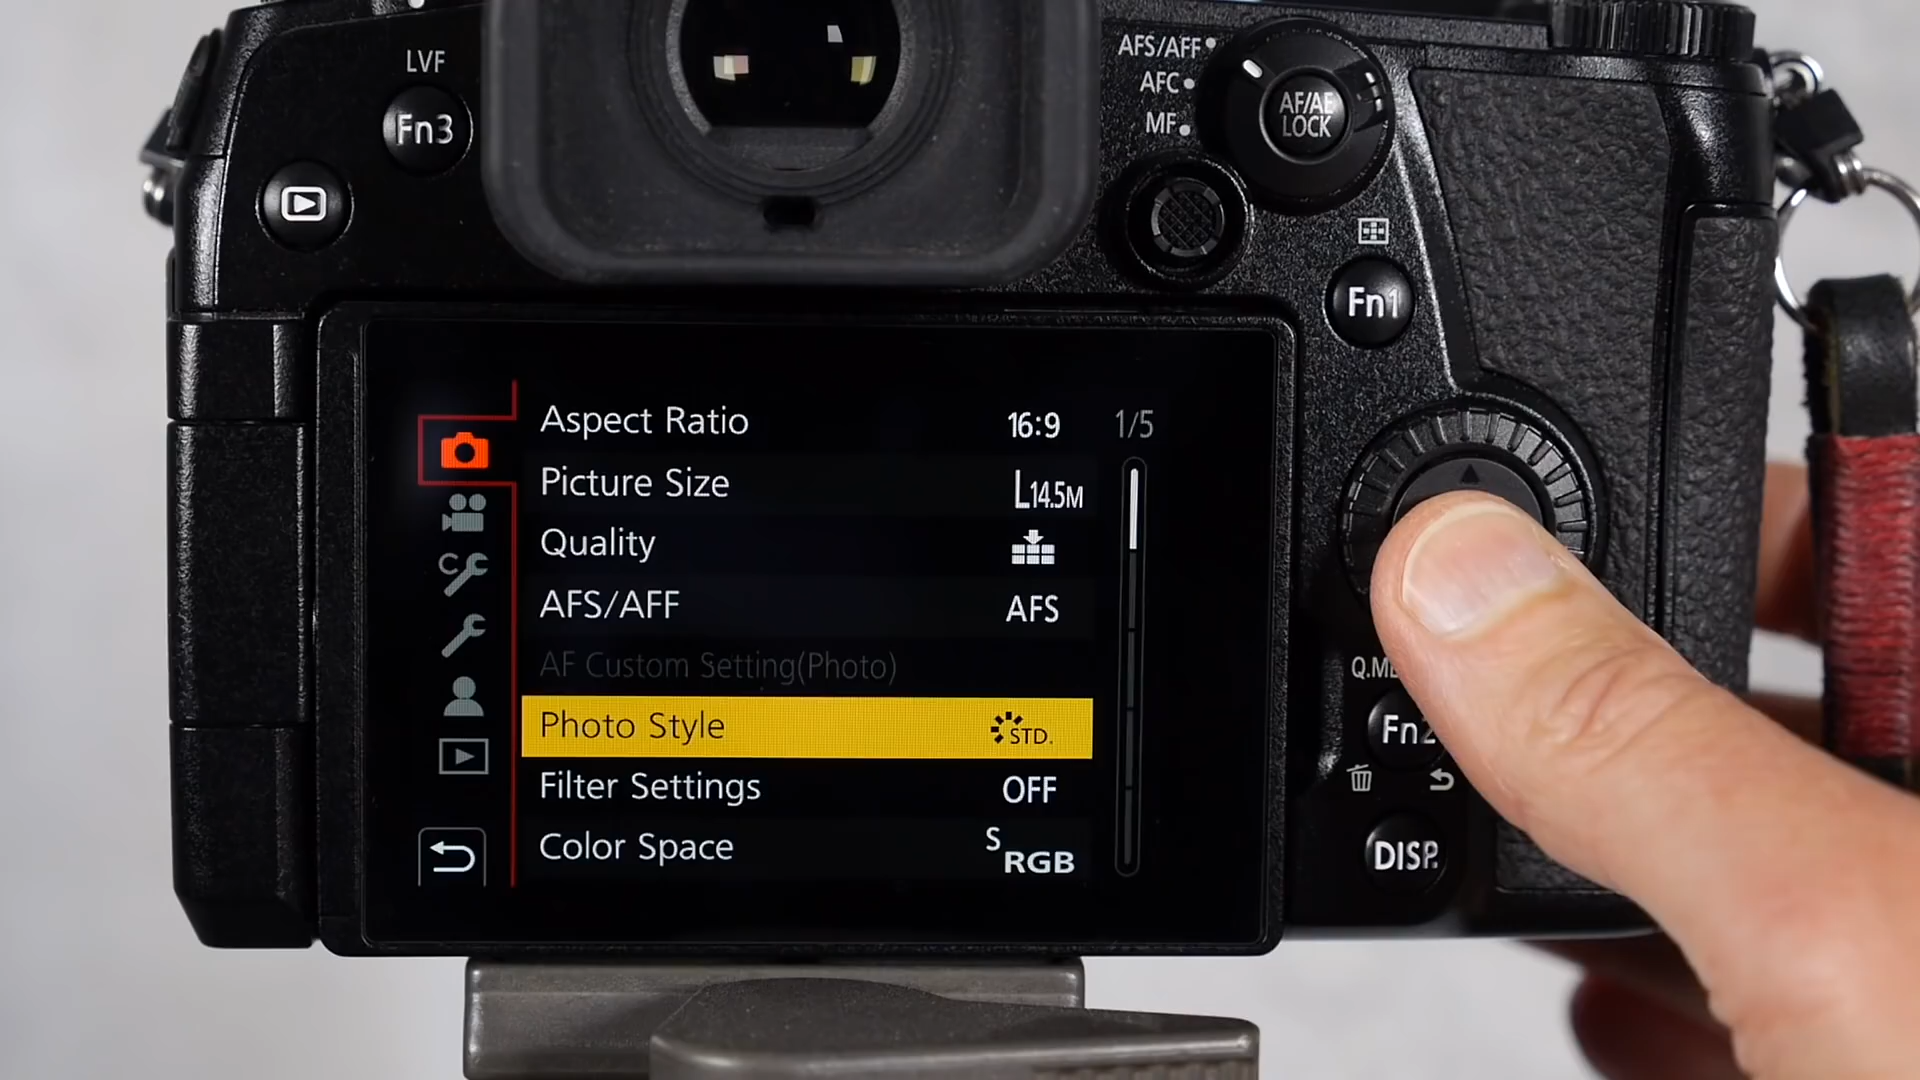 LVF
Fn3
AFS/AFF
AFC
MF
AF/AE
LOCK
Fn1
Aspect Ratio 16:9 1/5
Picture Size L14.5M
Quality
AFS/AFF AFS
AF Custom Setting(Photo)
Photo Style STD.
Filter Settings OFF
Color Space SRGB
C
Fn2
DISP.